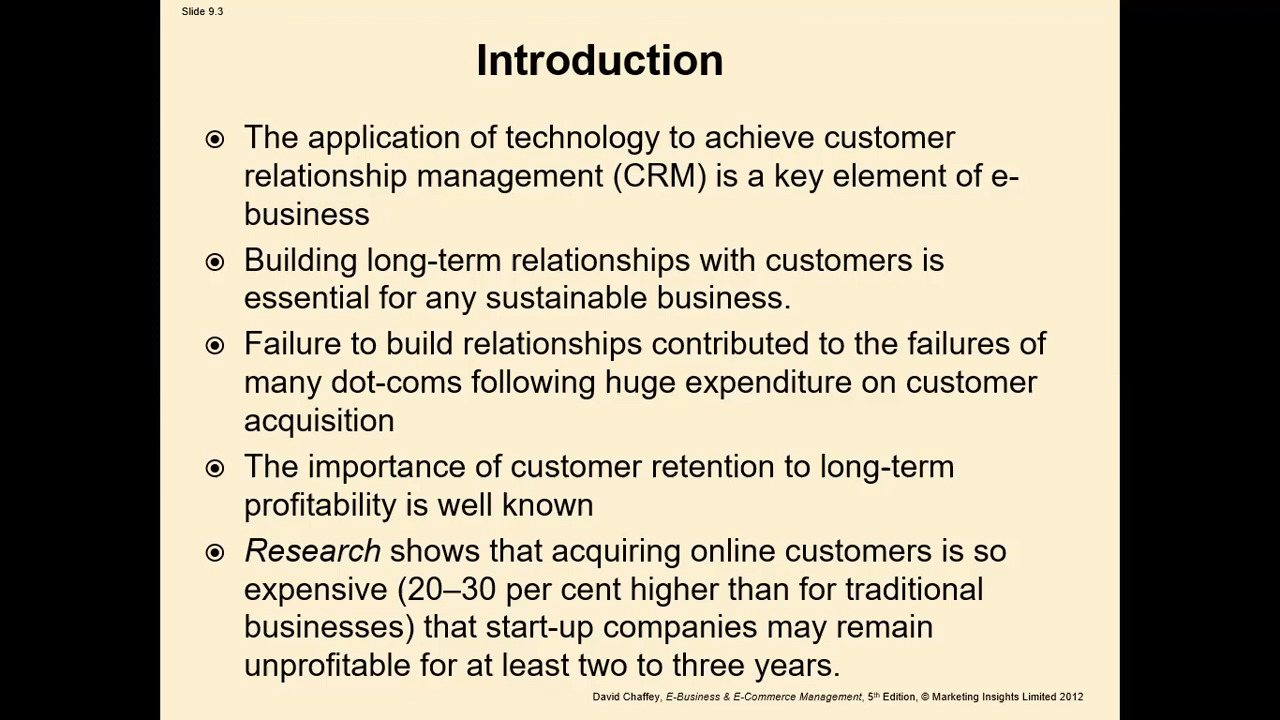 Slide 9.3
Introduction
The application of technology to achieve customer
relationship management (CRM) is a key element of e-
business
Building long-term relationships with customers is
essential for any sustainable business.
Failure to build relationships contributed to the failures of
many dot-coms following huge expenditure on customer
acquisition
The importance of customer retention to long-term
profitability is well known
Research shows that acquiring online customers is so
expensive (20–30 per cent higher than for traditional
businesses) that start-up companies may remain
unprofitable for at least two to three years.
David Chaffey, E-Business & E-Commerce Management, 5th Edition, © Marketing Insights Limited 2012